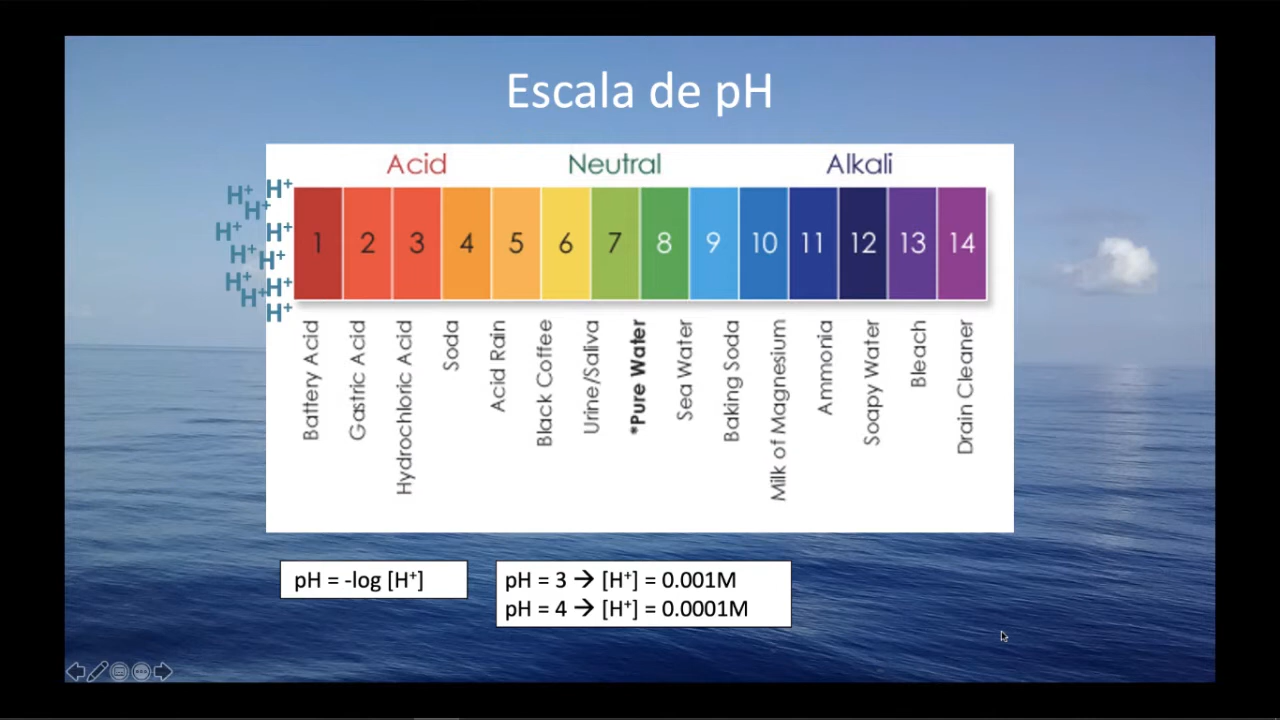 Escala de pH
Acid Neutral Alkali
H⁺ H⁺
H⁺
H⁺ H⁺
H⁺ H⁺
H⁺ H⁺
H⁺
H⁺
1 2 3 4 5 6 7 8 9 10 11 12 13 14
Battery Acid
Gastric Acid
Hydrochloric Acid
Soda
Acid Rain
Black Coffee
Urine/Saliva
*Pure Water
Sea Water
Baking Soda
Milk of Magnesium
Ammonia
Soapy Water
Bleach
Drain Cleaner
pH = -log [H⁺]
pH = 3 → [H⁺] = 0.001M
pH = 4 → [H⁺] = 0.0001M